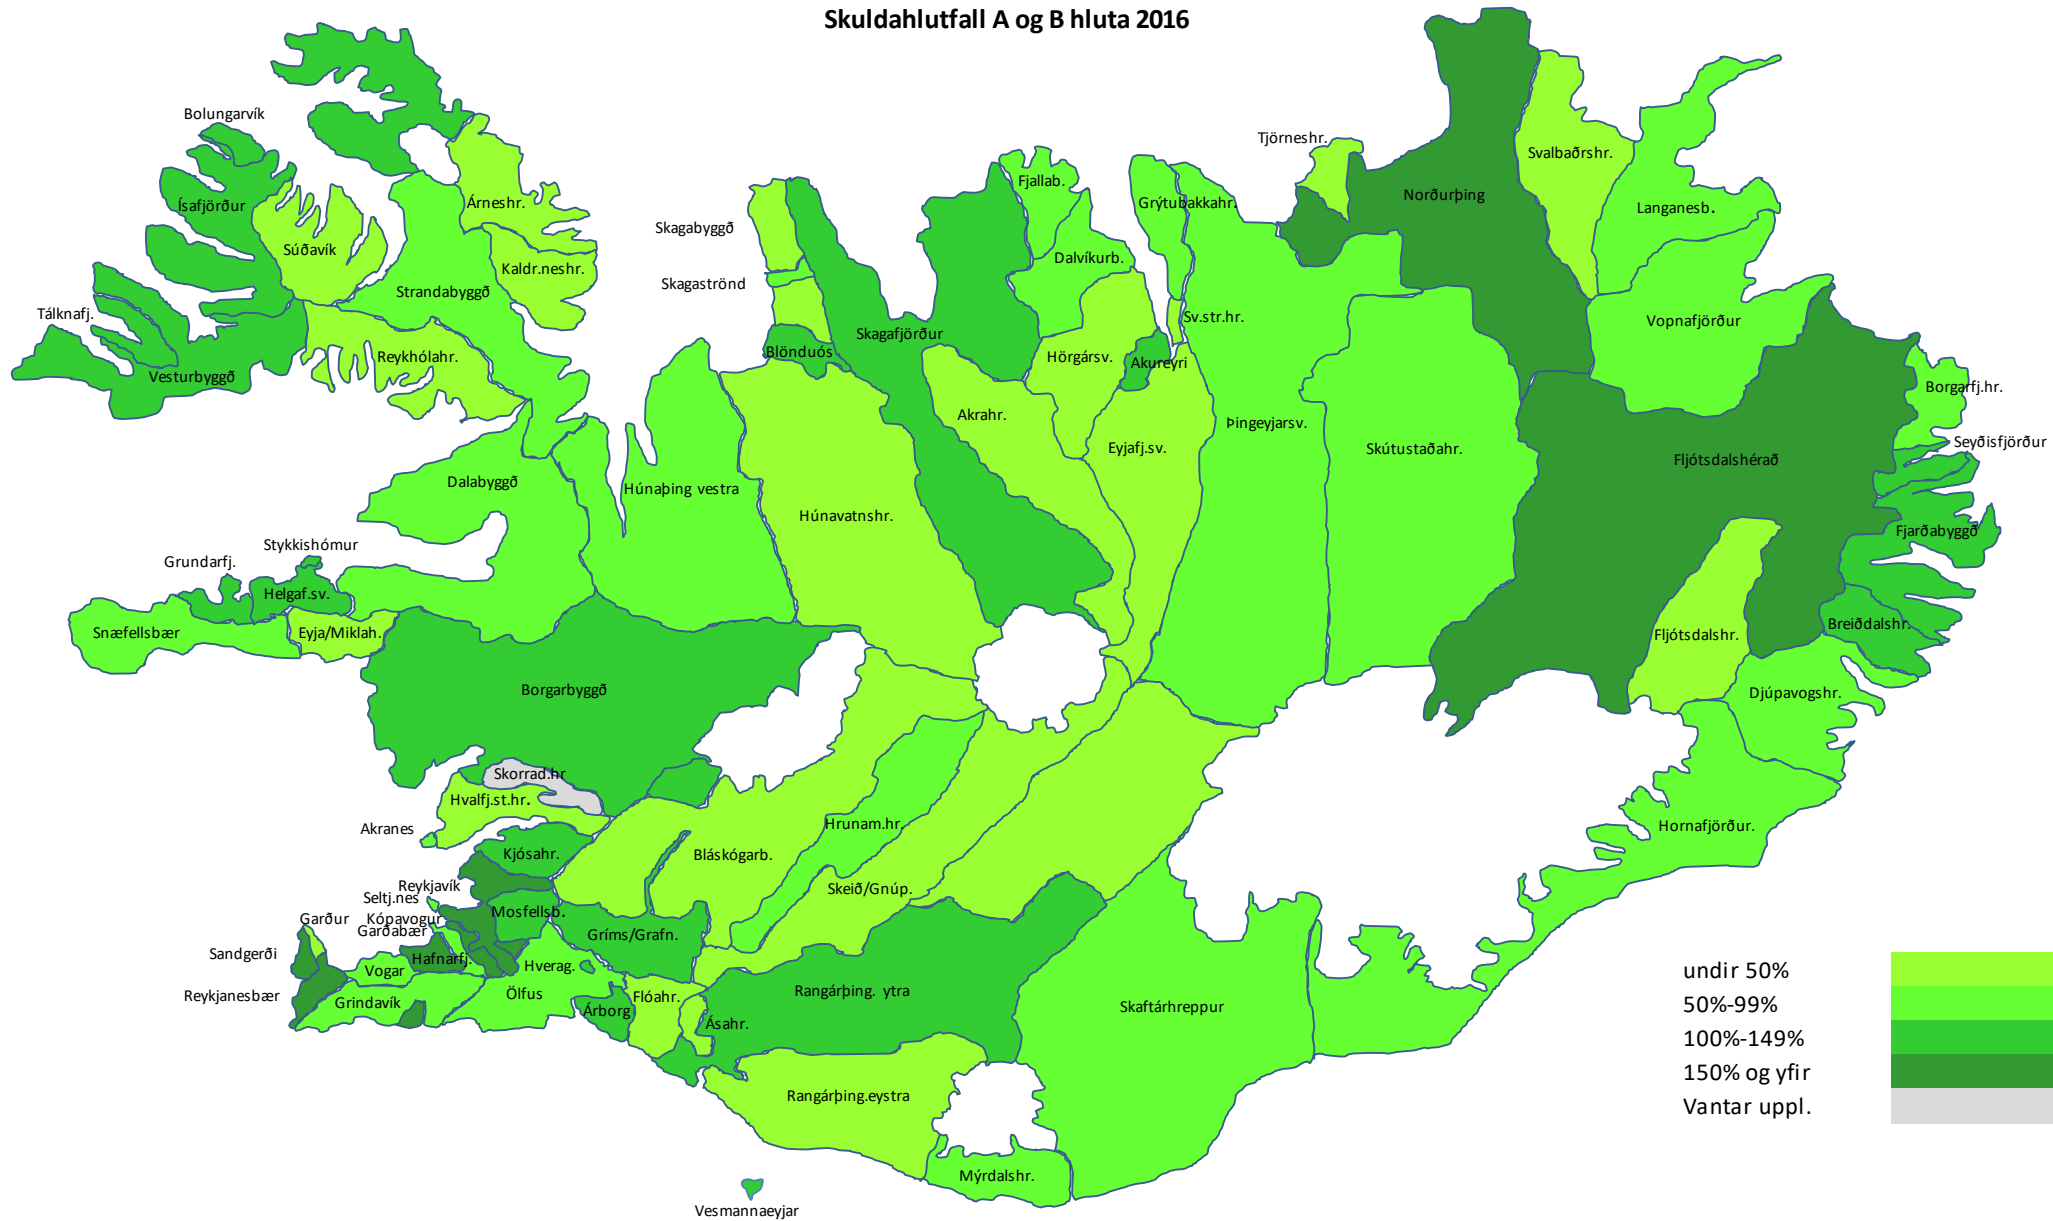 Skuldahlutfall A og B hluta 2016
Bolungarvík
Ísafjörður
Súðavík
Árneshr.
Kaldr.neshr.
Strandabyggð
Tálknafj.
Vesturbyggð
Reykhólahr.
Skagabyggð
Skagaströnd
Blönduós
Skagafjörður
Fjallab.
Dalvíkurb.
Grýtubakkahr.
Sv.str.hr.
Hörgársv.
Akureyri
Akrahr.
Eyjafj.sv.
Þingeyjarsv.
Skútustaðahr.
Tjörneshr.
Norðurþing
Svalbaðrshr.
Langanesb.
Vopnafjörður
Borgarfj.hr.
Seyðisfjörður
Fljótsdalshérað
Fjarðabyggð
Breiðdalshr.
Fljótsdalshr.
Djúpavogshr.
Hornafjörður.
Dalabyggð
Húnaþing vestra
Húnavatnshr.
Stykkishómur
Grundarfj.
Helgaf.sv.
Snæfellsbær
Eyja/Miklah.
Borgarbyggð
Skorrad.hr
Hvalfj.st.hr.
Akranes
Kjósahr.
Reykjavík
Seltj.nes
Mosfellsb.
Kópavogur
Garðabær
Garður
Sandgerði
Hafnarfj.
Vogar
Reykjanesbær
Grindavík
Hverag.
Ölfus
Árborg
Flóahr.
Gríms/Grafn.
Bláskógarb.
Hrunam.hr.
Skeið/Gnúp.
Ásahr.
Rangárþing. ytra
Rangárþing.eystra
Skaftárhreppur
Mýrdalshr.
Vesmannaeyjar
undir 50%
50%-99%
100%-149%
150% og yfir
Vantar uppl.